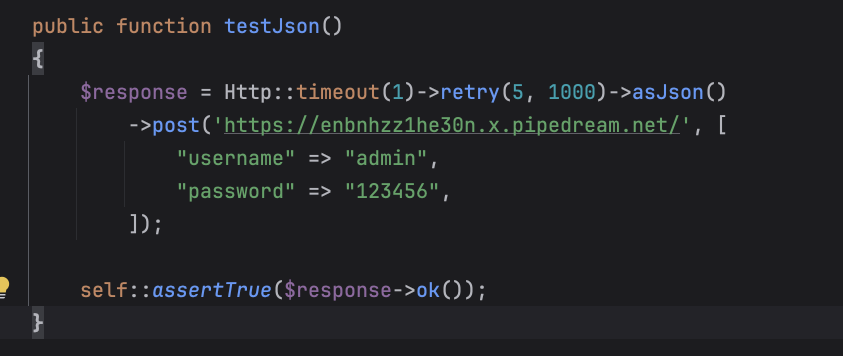 public function testJson()
{
    $response = Http::timeout(1)->retry(5, 1000)->asJson()
        ->post('https://enbnhzz1he30n.x.pipedream.net/', [
            "username" => "admin",
            "password" => "123456",
        ]);
    self::assertTrue($response->ok());
}